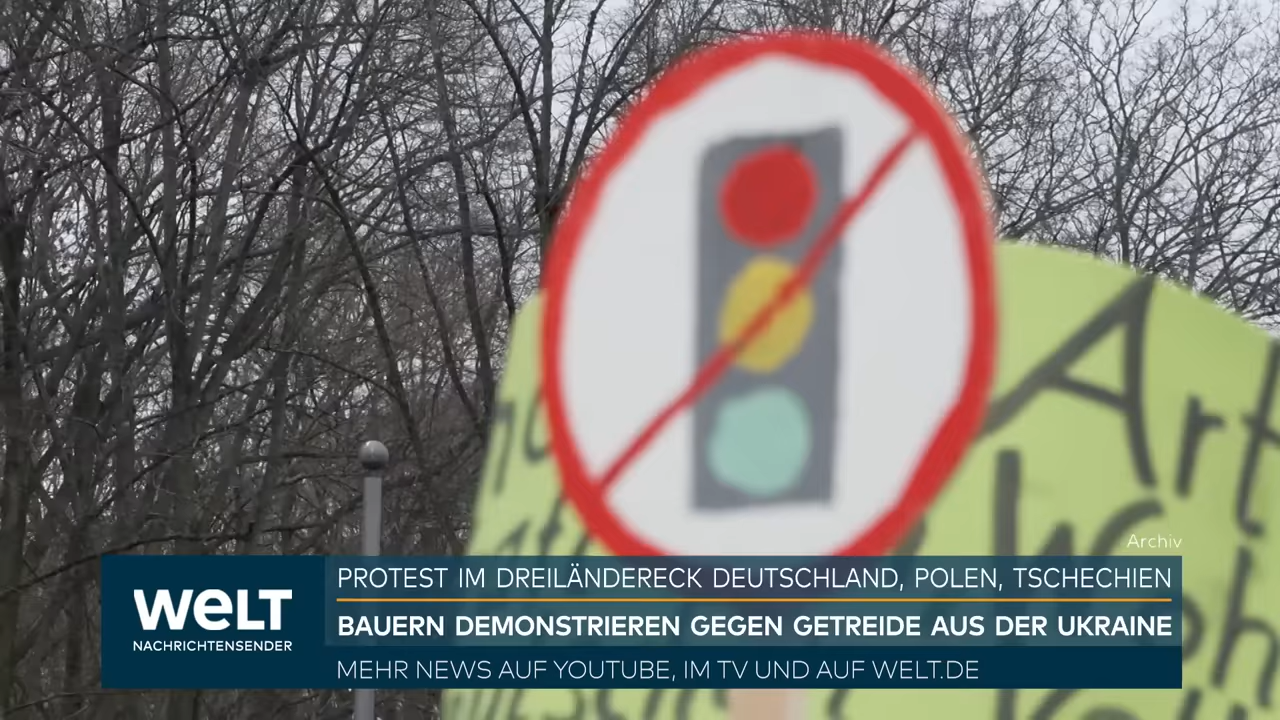 Art
Archiv
PROTEST IM DREILÄNDERECK DEUTSCHLAND, POLEN, TSCHECHIEN
BAUERN DEMONSTRIEREN GEGEN GETREIDE AUS DER UKRAINE
MEHR NEWS AUF YOUTUBE, IM TV UND AUF WELT.DE
WELT
NACHRICHTENSENDER